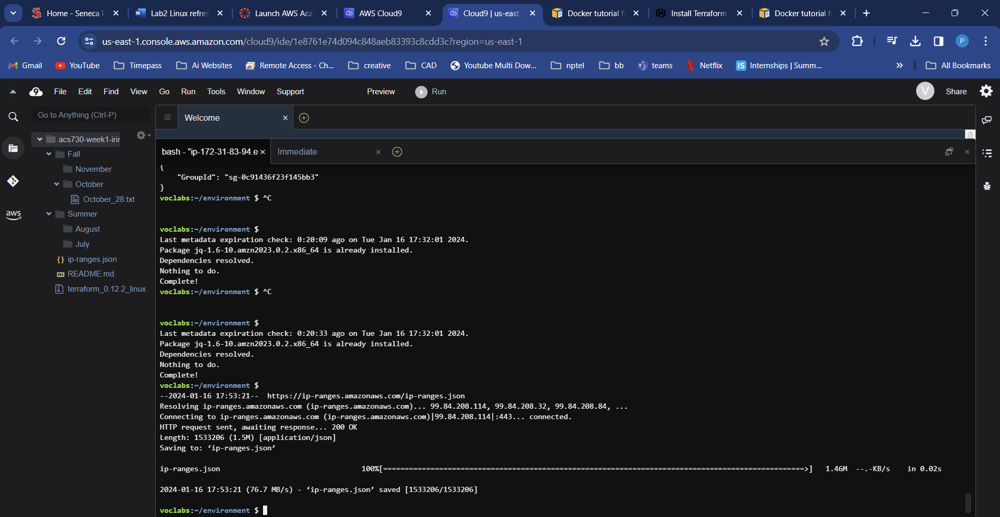 Home - Seneca P
Lab2 Linux refres
Launch AWS Aca
AWS Cloud9
Cloud9 | us-east-
Docker tutorial f
Install Terraform
Docker tutorial f
us-east-1.console.aws.amazon.com/cloud9/ide/1e8761e74d094c848aeb83393c8cdd3c?region=us-east-1
P
Gmail
YouTube
Timepass
Ai Websites
Remote Access - Ch...
creative
CAD
Youtube Multi Dow...
nptel
bb
teams
Netflix
IS
Internships | Summ...
All Bookmarks
9
File
Edit
Find
View
Go
Run
Tools
Window
Support
Preview
Run
V
Share
Go to Anything (Ctrl-P)
Welcome
acs730-week1-irin
Fall
November
October
October_28.txt
aws
Summer
August
July
ip-ranges.json
README.md
terraform_0.12.2_linux
bash - "ip-172-31-83-94.e
Immediate
{
"GroupId": "sg-0c91436f23f145bb3"
}
voclabs:~/environment $ ^C
voclabs:~/environment $
Last metadata expiration check: 0:20:09 ago on Tue Jan 16 17:32:01 2024.
Package jq-1.6-10.amzn2023.0.2.x86_64 is already installed.
Dependencies resolved.
Nothing to do.
Complete!
voclabs:~/environment $ ^C
voclabs:~/environment $
Last metadata expiration check: 0:20:33 ago on Tue Jan 16 17:32:01 2024.
Package jq-1.6-10.amzn2023.0.2.x86_64 is already installed.
Dependencies resolved.
Nothing to do.
Complete!
voclabs:~/environment $
--2024-01-16 17:53:21--  https://ip-ranges.amazonaws.com/ip-ranges.json
Resolving ip-ranges.amazonaws.com (ip-ranges.amazonaws.com)... 99.84.208.114, 99.84.208.32, 99.84.208.84, ...
Connecting to ip-ranges.amazonaws.com (ip-ranges.amazonaws.com)|99.84.208.114|:443... connected.
HTTP request sent, awaiting response... 200 OK
Length: 1533206 (1.5M) [application/json]
Saving to: ‘ip-ranges.json’
ip-ranges.json 100%[==================================================================================================>] 1.46M --.-KB/s in 0.02s
2024-01-16 17:53:21 (76.7 MB/s) - ‘ip-ranges.json’ saved [1533206/1533206]
voclabs:~/environment $